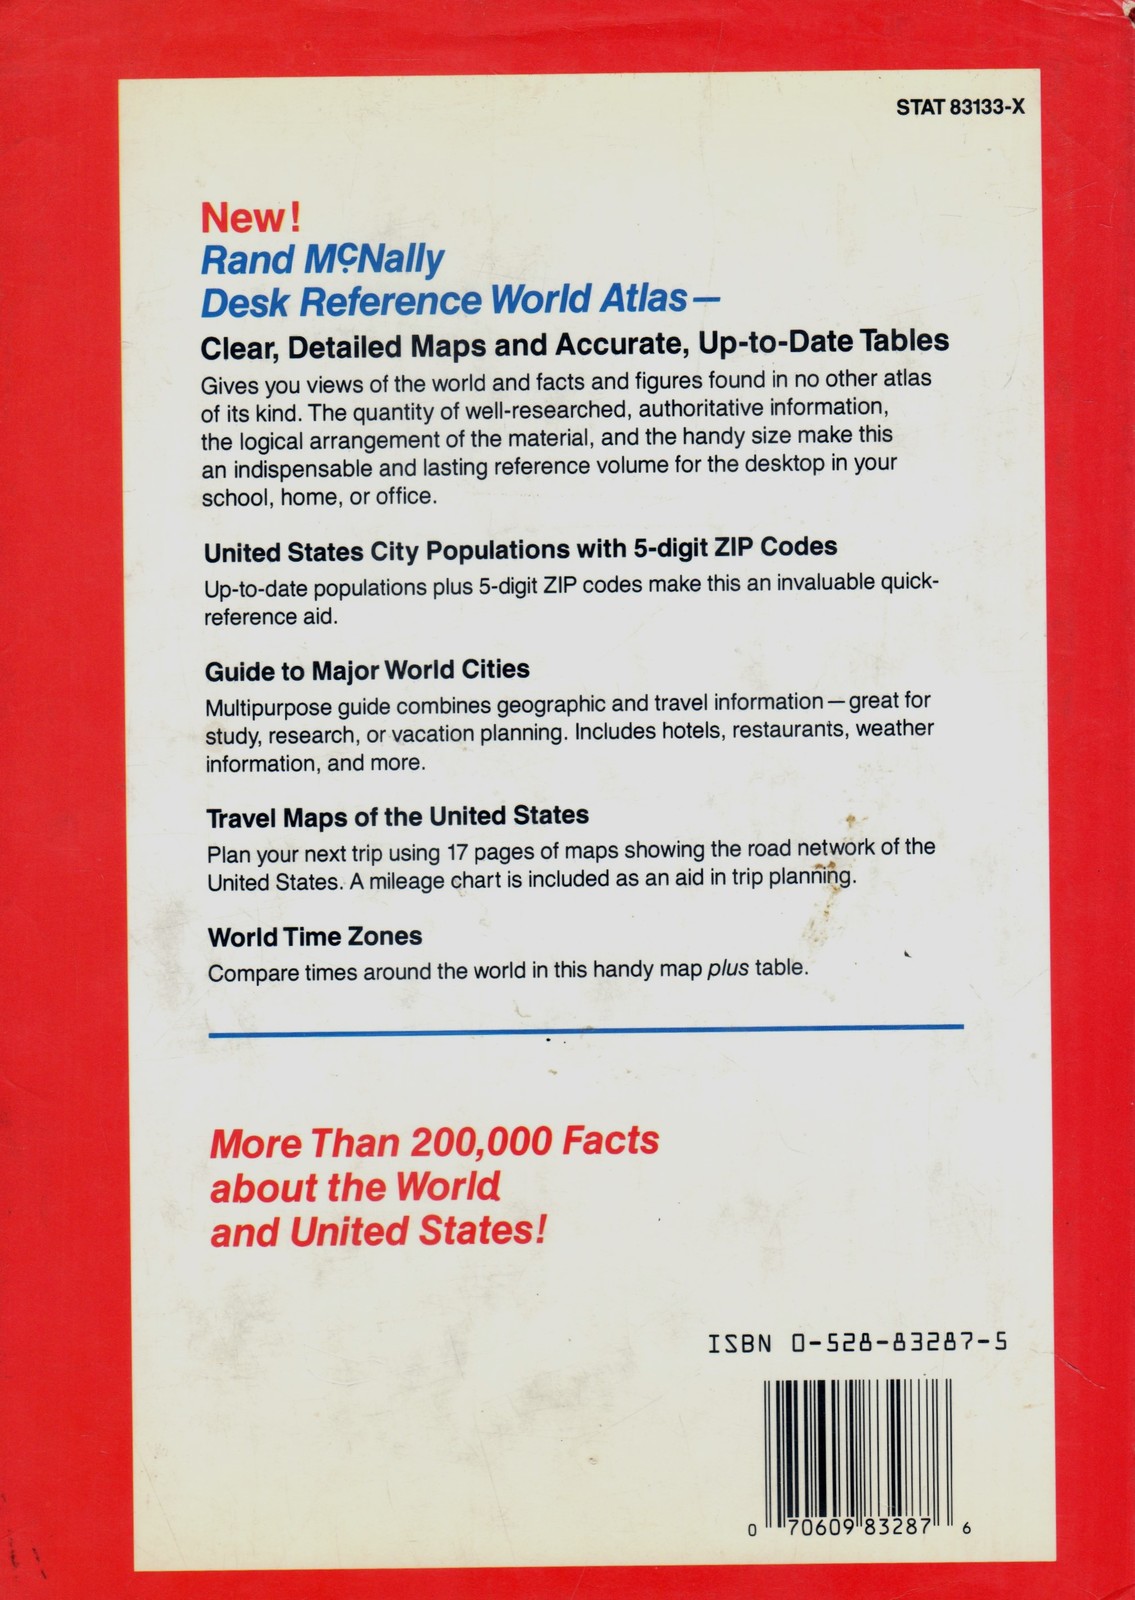 STAT 83133-X
New!
Rand McNally
Desk Reference World Atlas—
Clear, Detailed Maps and Accurate, Up-to-Date Tables
Gives you views of the world and facts and figures found in no other atlas
of its kind. The quantity of well-researched, authoritative information,
the logical arrangement of the material, and the handy size make this
an indispensable and lasting reference volume for the desktop in your
school, home, or office.
United States City Populations with 5-digit ZIP Codes
Up-to-date populations plus 5-digit ZIP codes make this an invaluable quick-
reference aid.
Guide to Major World Cities
Multipurpose guide combines geographic and travel information—great for
study, research, or vacation planning. Includes hotels, restaurants, weather
information, and more.
Travel Maps of the United States
Plan your next trip using 17 pages of maps showing the road network of the
United States. A mileage chart is included as an aid in trip planning.
World Time Zones
Compare times around the world in this handy map plus table.
More Than 200,000 Facts
about the World
and United States!
ISBN 0-528-83287-5
0 70609 83287 6